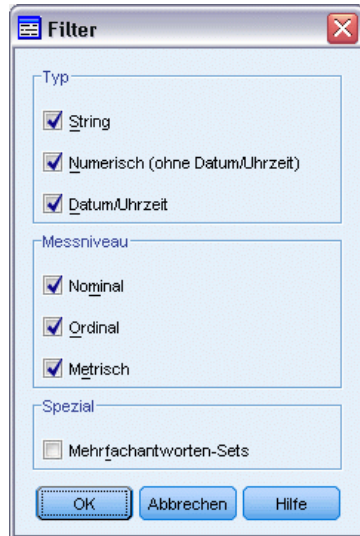 Filter
Typ
String
Numerisch (ohne Datum/Uhrzeit)
Datum/Uhrzeit
Messniveau
Nominal
Ordinal
Metrisch
Spezial
Mehrfachantworten-Sets
OK Abbrechen Hilfe